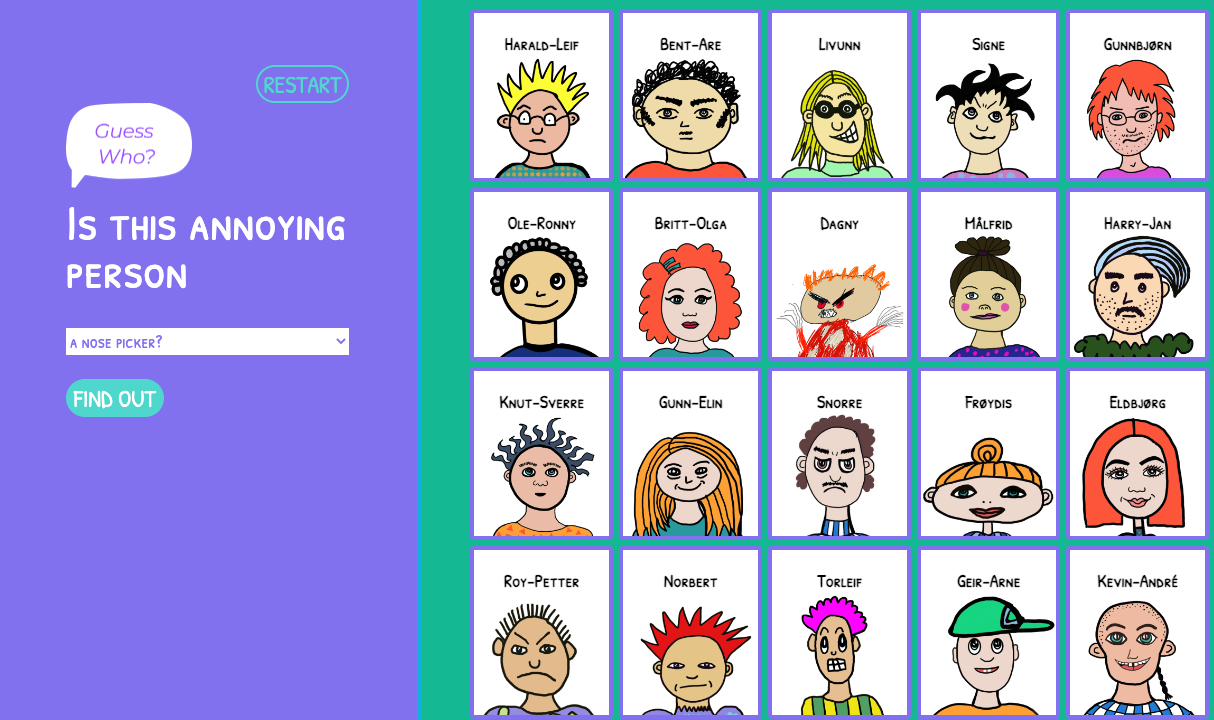 RESTART
Guess
Who?
Is this annoying
person
a nose picker?
FIND OUT
Harald-Leif
Bent-Are
Livunn
Signe
Gunnbjørn
Ole-Ronny
Britt-Olga
Dagny
Målfrid
Harry-Jan
Knut-Sverre
Gunn-Elin
Snorre
Frøydis
Eldbjørg
Roy-Petter
Norbert
Torleif
Geir-Arne
Kevin-André